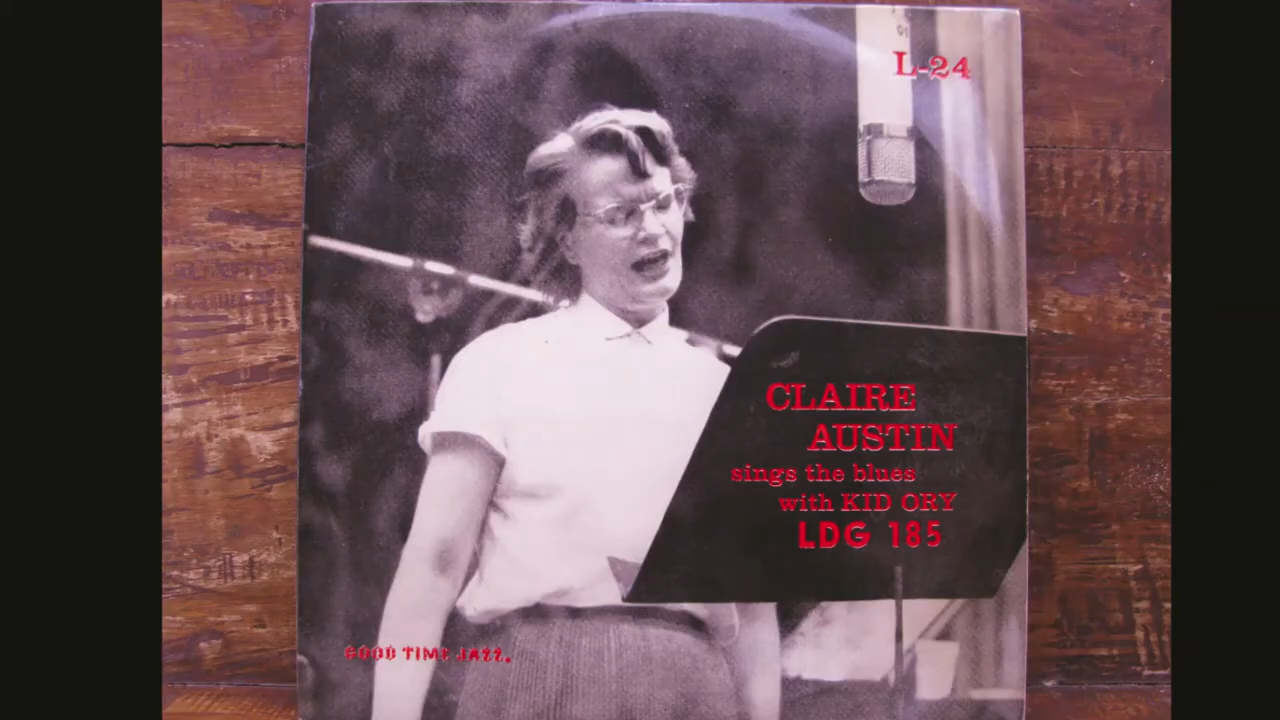 L-24
CLAIRE
AUSTIN
sings the blues
with KID ORY
LDG 185
GOOD TIME JAZZ.